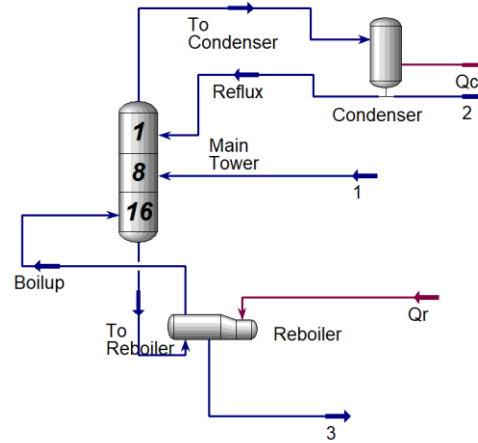 To
Condenser
Qc
Reflux
Condenser
2
1
Main
Tower
8
1
16
Boilup
To
Reboiler
Reboiler
Qr
3